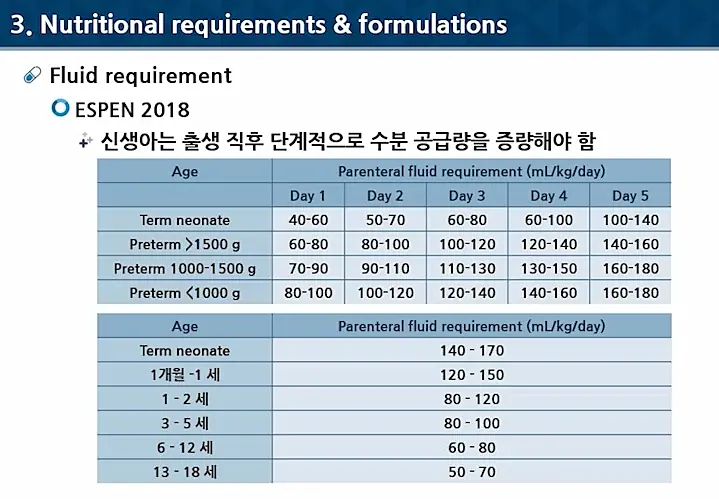 3. Nutritional requirements & formulations
Fluid requirement
ESPEN 2018
신생아는 출생 직후 단계적으로 수분 공급량을 증량해야 함
Age Parenteral fluid requirement (mL/kg/day)
Day 1 Day 2 Day 3 Day 4 Day 5
Term neonate 40-60 50-70 60-80 60-100 100-140
Preterm >1500 g 60-80 80-100 100-120 120-140 140-160
Preterm 1000-1500 g 70-90 90-110 110-130 130-150 160-180
Preterm <1000 g 80-100 100-120 120-140 140-160 160-180
Age Parenteral fluid requirement (mL/kg/day)
Term neonate 140 - 170
1개월 -1 세 120 - 150
1 - 2 세 80 - 120
3 - 5 세 80 - 100
6 - 12 세 60 - 80
13 - 18 세 50 - 70